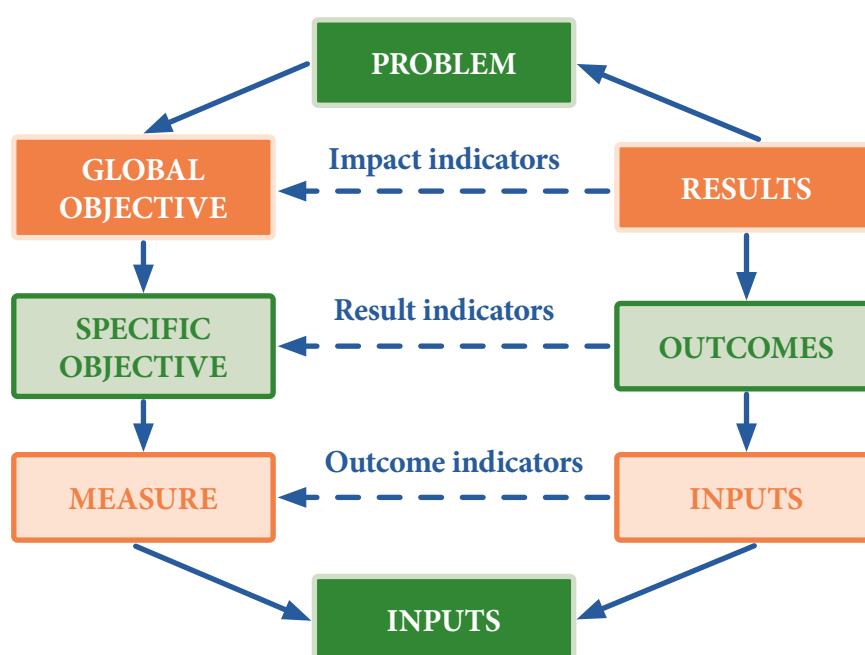 PROBLEM
GLOBAL
OBJECTIVE
Impact indicators
RESULTS
SPECIFIC
OBJECTIVE
Result indicators
OUTCOMES
MEASURE
Outcome indicators
INPUTS
INPUTS